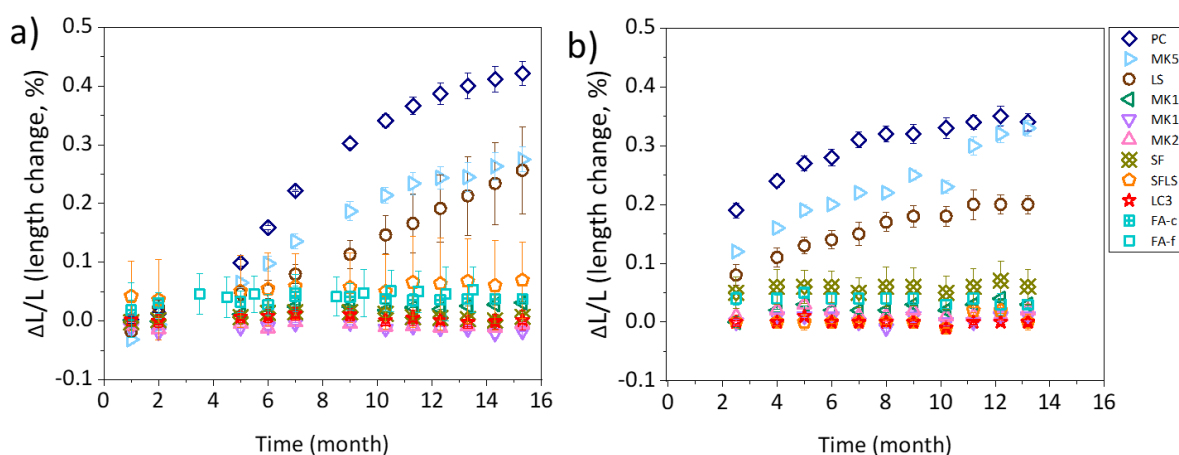 a)
ΔL/L (length change, %)
0.5
0.4
0.3
0.2
0.1
0.0
-0.1
0 2 4 6 8 10 12 14 16
Time (month)
b)
ΔL/L (length change, %)
0.5
0.4
0.3
0.2
0.1
0.0
-0.1
0 2 4 6 8 10 12 14 16
Time (month)
PC
MK5
LS
MK1
MK1
MK2
SF
SFLS
LC3
FA-c
FA-f